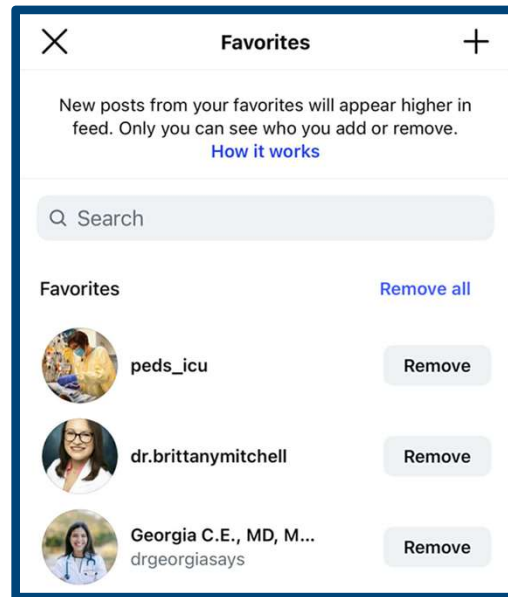 Favorites
New posts from your favorites will appear higher in
feed. Only you can see who you add or remove.
How it works
Search
Favorites
Remove all
peds_icu
Remove
dr.brittanymitchell
Remove
Georgia C.E., MD, M...
drgeorgiasays
Remove